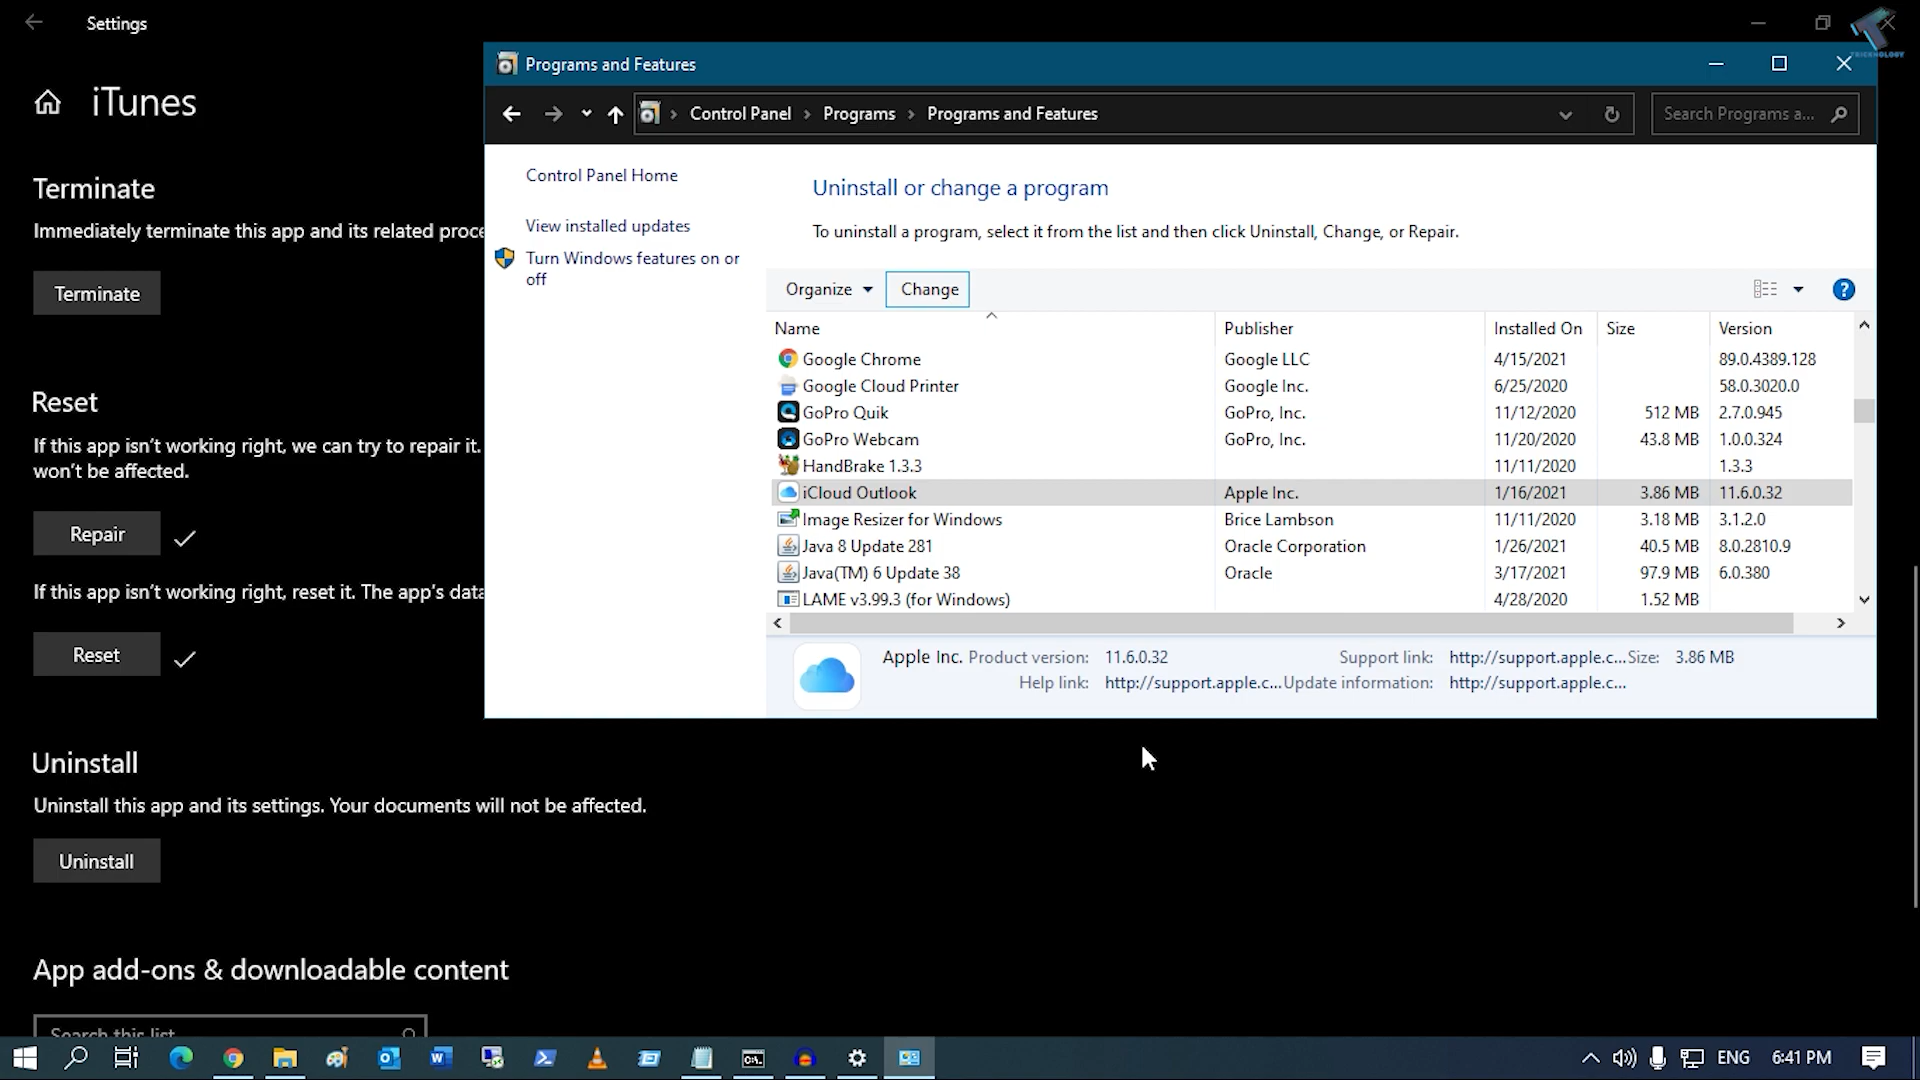 Settings
TRICKNOLOGY
iTunes
Terminate
Immediately terminate this app and its related proce
Terminate
Reset
If this app isn't working right, we can try to repair it.
won't be affected.
Repair
If this app isn't working right, reset it. The app's data
Reset
Uninstall
Uninstall this app and its settings. Your documents will not be affected.
Uninstall
App add-ons & downloadable content
Search this list
Programs and Features
Control Panel > Programs > Programs and Features
Search Programs a...
Control Panel Home
View installed updates
Turn Windows features on or
off
Uninstall or change a program
To uninstall a program, select it from the list and then click Uninstall, Change, or Repair.
Organize Change
Name Publisher Installed On Size Version
Google Chrome Google LLC 4/15/2021 89.0.4389.128
Google Cloud Printer Google Inc. 6/25/2020 58.0.3020.0
GoPro Quik GoPro, Inc. 11/12/2020 512 MB 2.7.0.945
GoPro Webcam GoPro, Inc. 11/20/2020 43.8 MB 1.0.0.324
HandBrake 1.3.3 11/11/2020 1.3.3
iCloud Outlook Apple Inc. 1/16/2021 3.86 MB 11.6.0.32
Image Resizer for Windows Brice Lambson 11/11/2020 3.18 MB 3.1.2.0
Java 8 Update 281 Oracle Corporation 1/26/2021 40.5 MB 8.0.2810.9
Java(TM) 6 Update 38 Oracle 3/17/2021 97.9 MB 6.0.380
LAME v3.99.3 (for Windows) 4/28/2020 1.52 MB
Apple Inc. Product version: 11.6.0.32 Support link: http://support.apple.c... Size: 3.86 MB
Help link: http://support.apple.c... Update information: http://support.apple.c...
ENG 6:41 PM